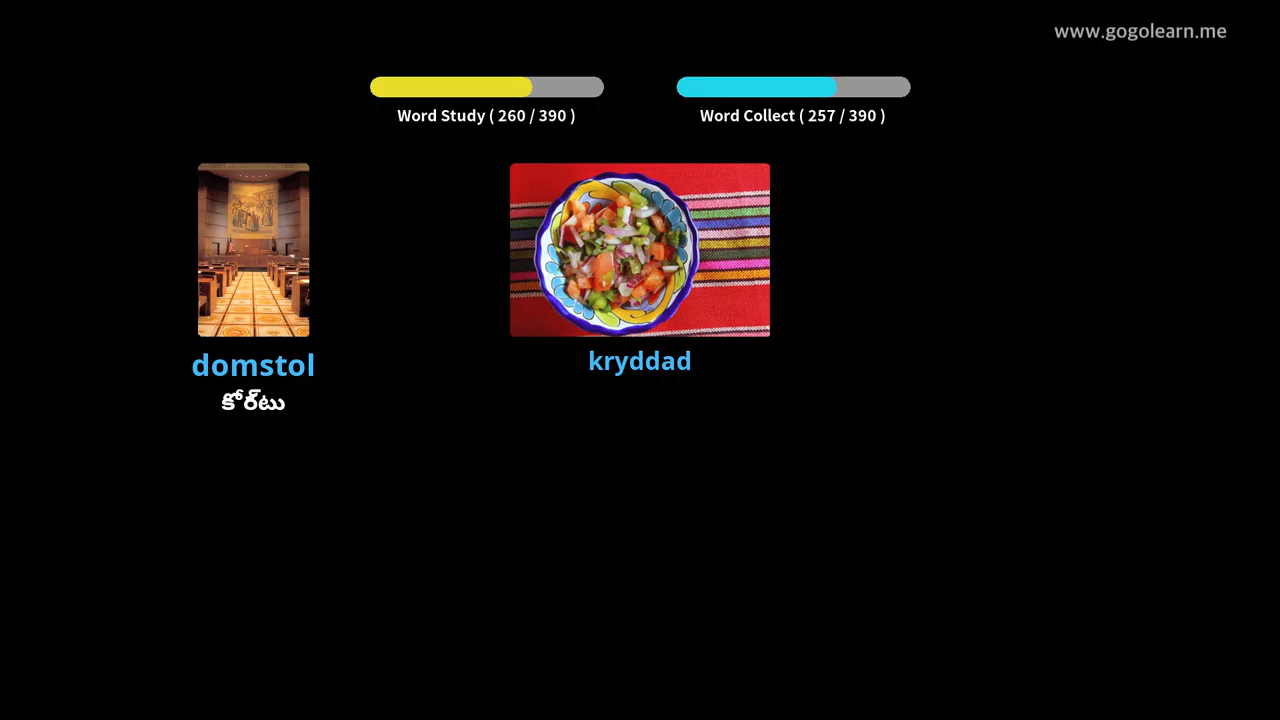 www.gogolearn.me
Word Study ( 260 / 390 )
Word Collect ( 257 / 390 )
domstol
కోర్‌టు
kryddad